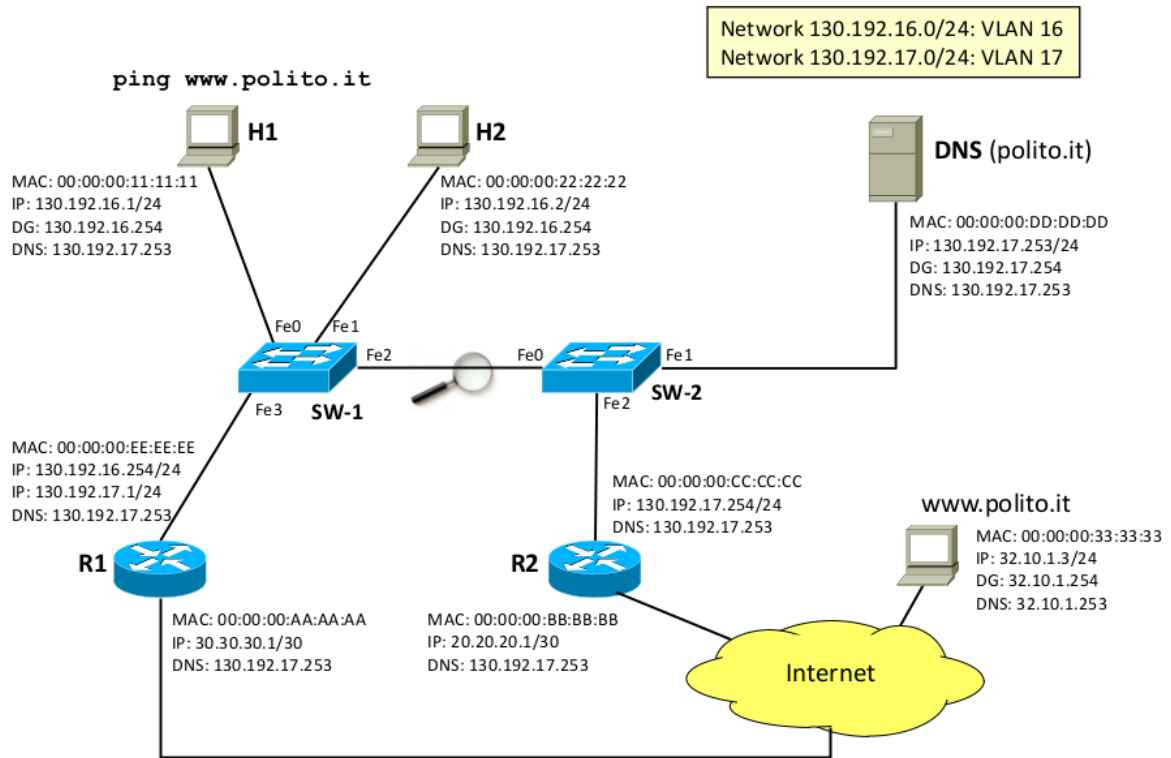 Network 130.192.16.0/24: VLAN 16
Network 130.192.17.0/24: VLAN 17
ping www.polito.it
H1
MAC: 00:00:00:11:11:11
IP: 130.192.16.1/24
DG: 130.192.16.254
DNS: 130.192.17.253
H2
MAC: 00:00:00:22:22:22
IP: 130.192.16.2/24
DG: 130.192.16.254
DNS: 130.192.17.253
DNS (polito.it)
MAC: 00:00:00:DD:DD:DD
IP: 130.192.17.253/24
DG: 130.192.17.254
DNS: 130.192.17.253
Fe0
Fe1
Fe2
Fe3
SW-1
Fe0
Fe1
Fe2
SW-2
MAC: 00:00:00:EE:EE:EE
IP: 130.192.16.254/24
IP: 130.192.17.1/24
DNS: 130.192.17.253
R1
MAC: 00:00:00:AA:AA:AA
IP: 30.30.30.1/30
DNS: 130.192.17.253
MAC: 00:00:00:CC:CC:CC
IP: 130.192.17.254/24
DNS: 130.192.17.253
R2
MAC: 00:00:00:BB:BB:BB
IP: 20.20.20.1/30
DNS: 130.192.17.253
www.polito.it
MAC: 00:00:00:33:33:33
IP: 32.10.1.3/24
DG: 32.10.1.254
DNS: 32.10.1.253
Internet